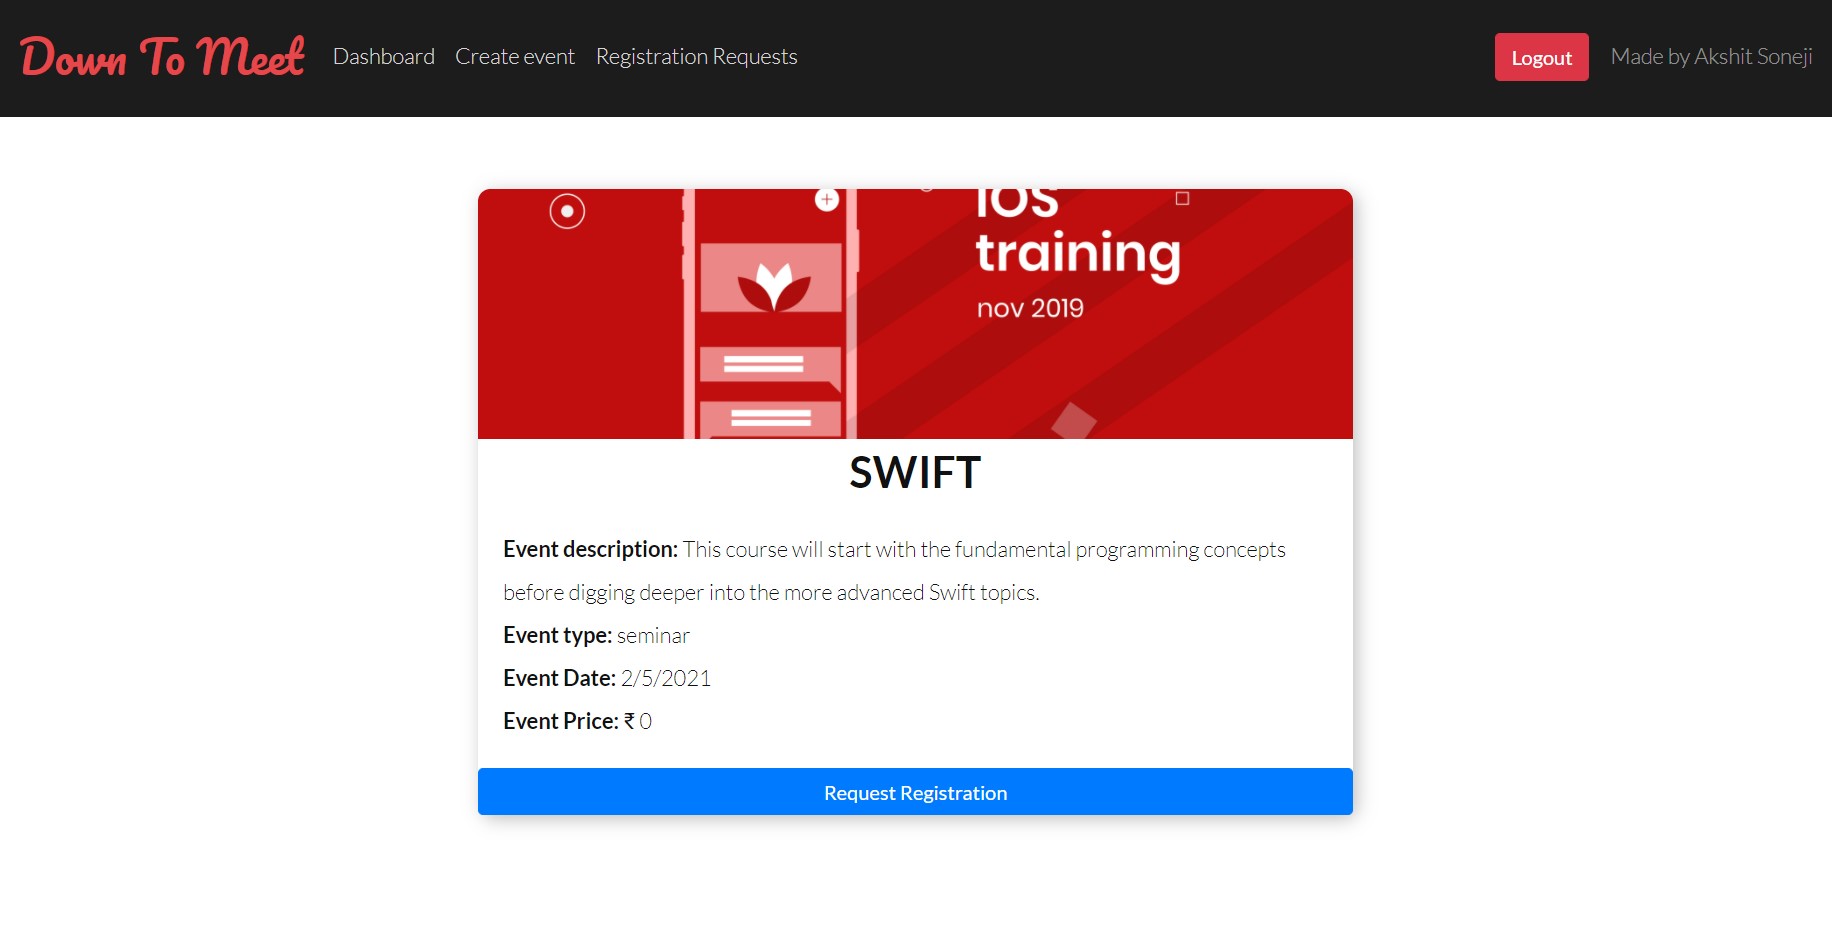 Down To Meet Dashboard Create event Registration Requests Logout Made by Akshit Soneji
ios
training
nov 2019
SWIFT
Event description: This course will start with the fundamental programming concepts
before digging deeper into the more advanced Swift topics.
Event type: seminar
Event Date: 2/5/2021
Event Price: ₹ 0
Request Registration